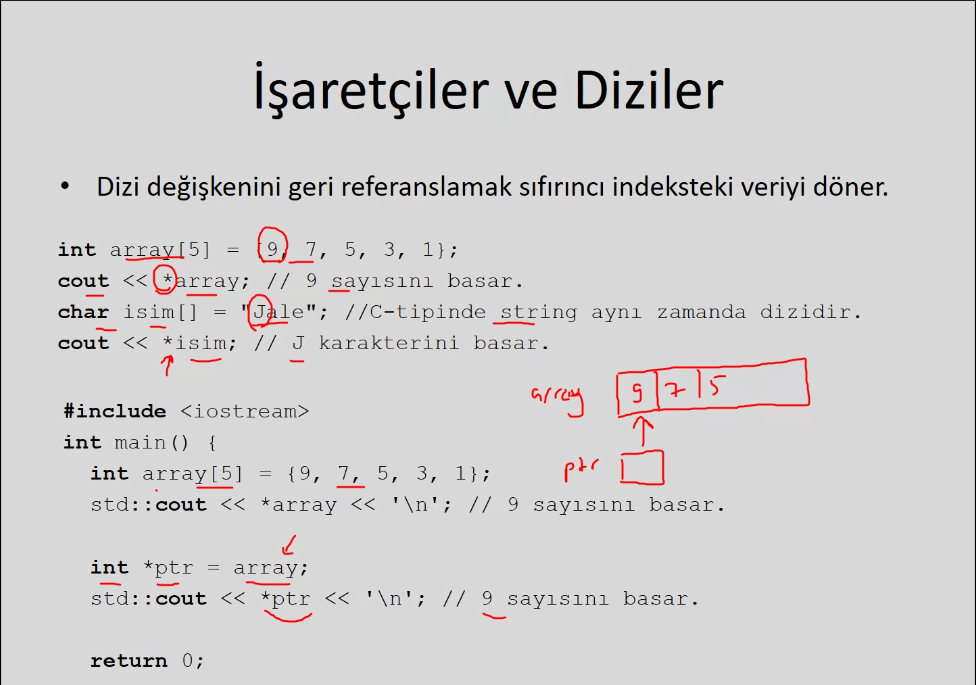 İşaretçiler ve Diziler
• Dizi değişkenini geri referanslamak sıfırıncı indeksteki veriyi döner.
int array[5] = {9, 7, 5, 3, 1};
cout << *array; // 9 sayısını basar.
char isim[] = "Jale"; //C-tipinde string aynı zamanda dizidir.
cout << *isim; // J karakterini basar.
array 9 7 5
#include <iostream>
int main() {
ptr
int array[5] = {9, 7, 5, 3, 1};
std::cout << *array << '\n'; // 9 sayısını basar.
int *ptr = array;
std::cout << *ptr << '\n'; // 9 sayısını basar.
return 0;